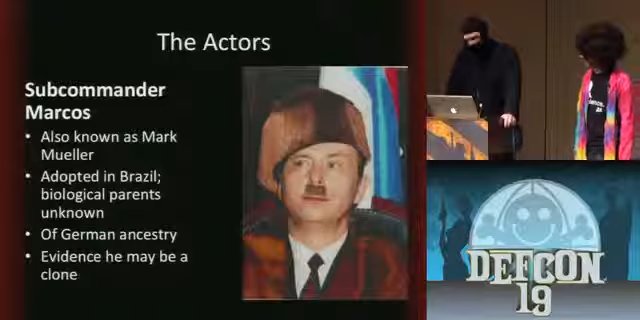 The Actors
Subcommander
Marcos
• Also known as Mark
Mueller
• Adopted in Brazil;
biological parents
unknown
• Of German ancestry
• Evidence he may be a
clone
DEFCON
19